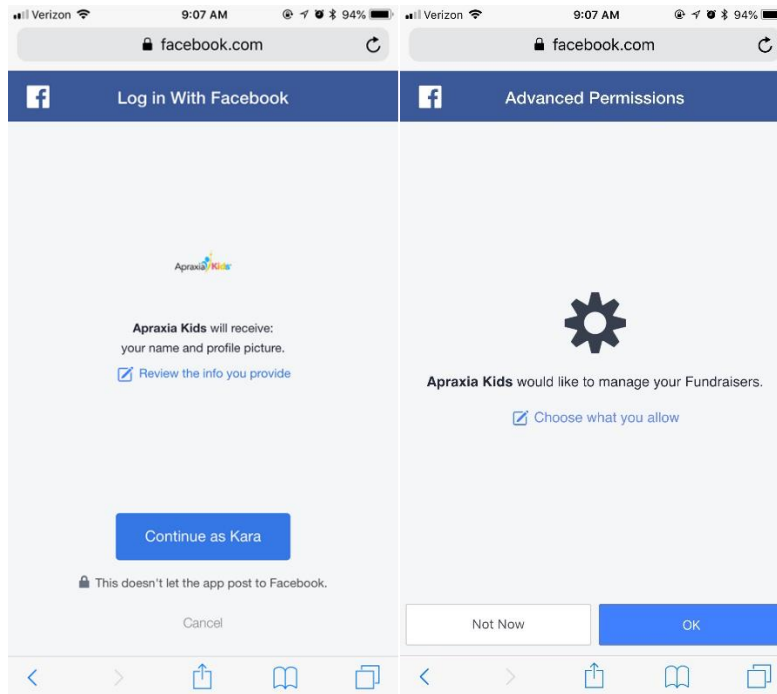 Verizon 9:07 AM 94%
facebook.com
f Log in With Facebook
Apraxia Kids
Apraxia Kids will receive:
your name and profile picture.
Review the info you provide
Continue as Kara
This doesn't let the app post to Facebook.
Cancel
Verizon 9:07 AM 94%
facebook.com
f Advanced Permissions
Apraxia Kids would like to manage your Fundraisers.
Choose what you allow
Not Now OK